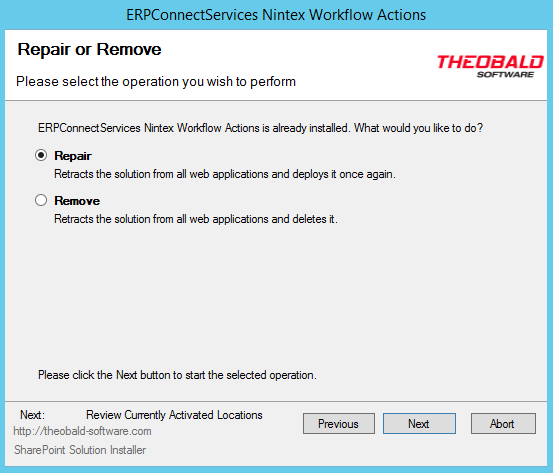 ERPConnectServices Nintex Workflow Actions
Repair or Remove
Please select the operation you wish to perform
THEOBALD
SOFTWARE
ERPConnectServices Nintex Workflow Actions is already installed. What would you like to do?
Repair
Retracts the solution from all web applications and deploys it once again.
Remove
Retracts the solution from all web applications and deletes it.
Please click the Next button to start the selected operation.
Next: Review Currently Activated Locations
http://theobald-software.com
Previous Next Abort
SharePoint Solution Installer